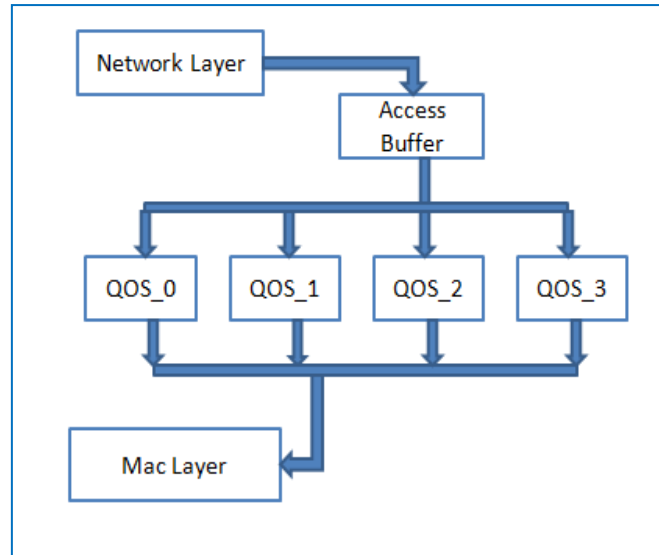 Network Layer
Access
Buffer
QOS_0
QOS_1
QOS_2
QOS_3
Mac Layer